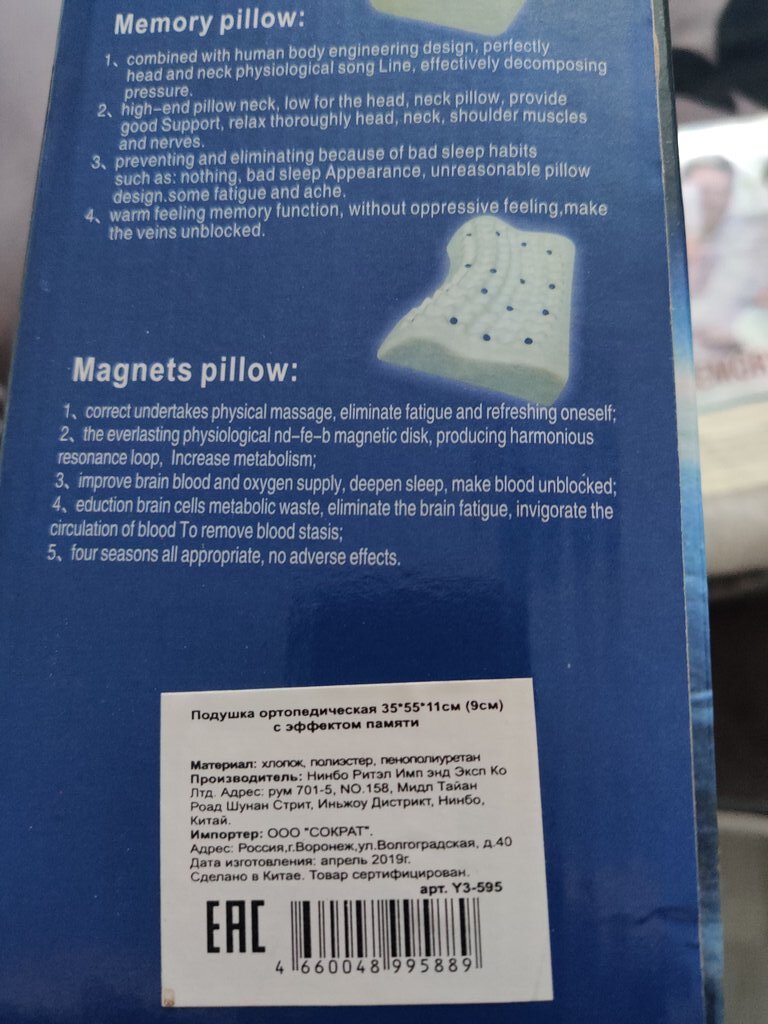 Memory pillow:
1、combined with human body engineering design, perfectly
head and neck physiological song Line, effectively decomposing
pressure.
2、high-end pillow neck, low for the head, neck pillow, provide
good Support, relax thoroughly head, neck, shoulder muscles
and nerves.
3、preventing and eliminating because of bad sleep habits
such as: nothing, bad sleep Appearance, unreasonable pillow
design.some fatigue and ache.
4、warm feeling memory function, without oppressive feeling,make
the veins unblocked.
Magnets pillow:
1、correct undertakes physical massage, eliminate fatigue and refreshing oneself;
2、the everlasting physiological nd-fe-b magnetic disk, producing harmonious
resonance loop, Increase metabolism;
3、improve brain blood and oxygen supply, deepen sleep, make blood unblocked;
4、eduction brain cells metabolic waste, eliminate the brain fatigue, invigorate the
circulation of blood To remove blood stasis;
5、four seasons all appropriate, no adverse effects.
Подушка ортопедическая 35*55*11см (9см)
с эффектом памяти
Материал: хлопок, полиэстер, пенополиуретан
Производитель: Нинбо Ритэл Имп энд Эксп Ко
Лтд. Адрес: рум 701-5, NO.158, Мидл Тайан
Роад Шунан Стрит, Иньжоу Дистрикт, Нинбо,
Китай.
Импортер: ООО "СОКРАТ".
Адрес: Россия,г.Воронеж,ул.Волгоградская, д.40
Дата изготовления: апрель 2019г.
Сделано в Китае. Товар сертифицирован.
арт. Y3-595
EAC
4 660048 995889